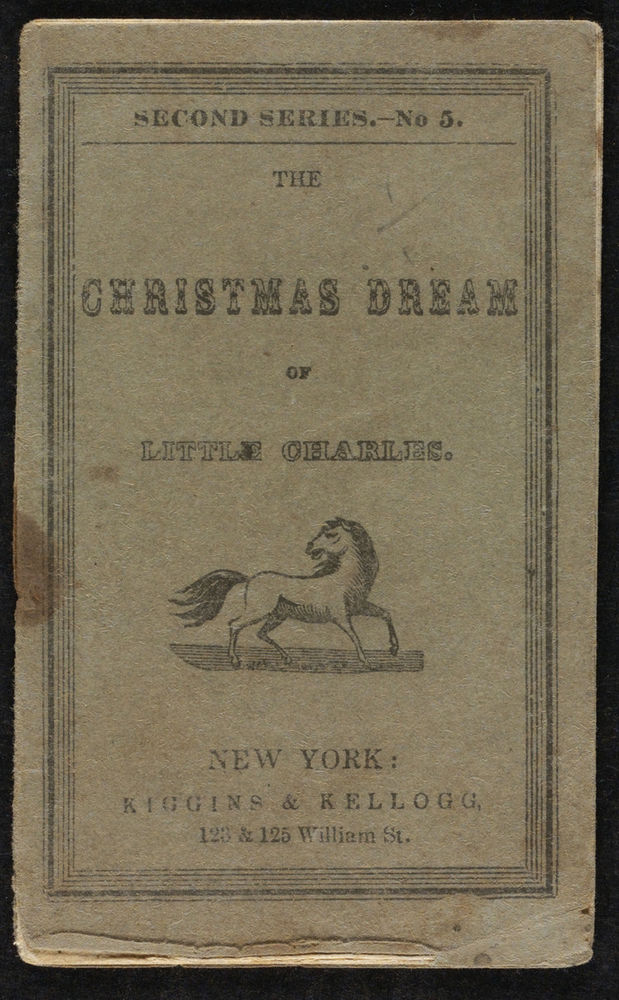 SECOND SERIES.—No 5.
THE
CHRISTMAS DREAM
OF
LITTLE CHARLES.
NEW YORK:
KIGGINS & KELLOGG,
123 & 125 William St.